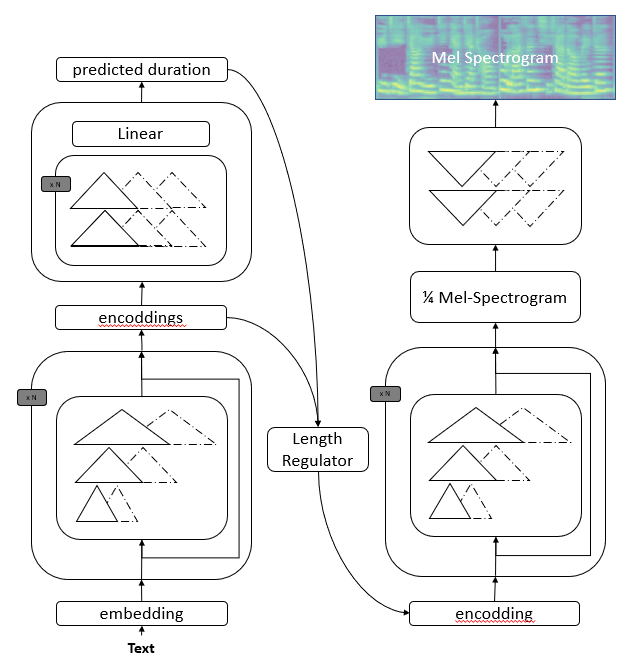 predicted duration
Linear
x N
encoddings
x N
embedding
Text
Length
Regulator
Mel Spectrogram
¼ Mel-Spectrogram
x N
encodding